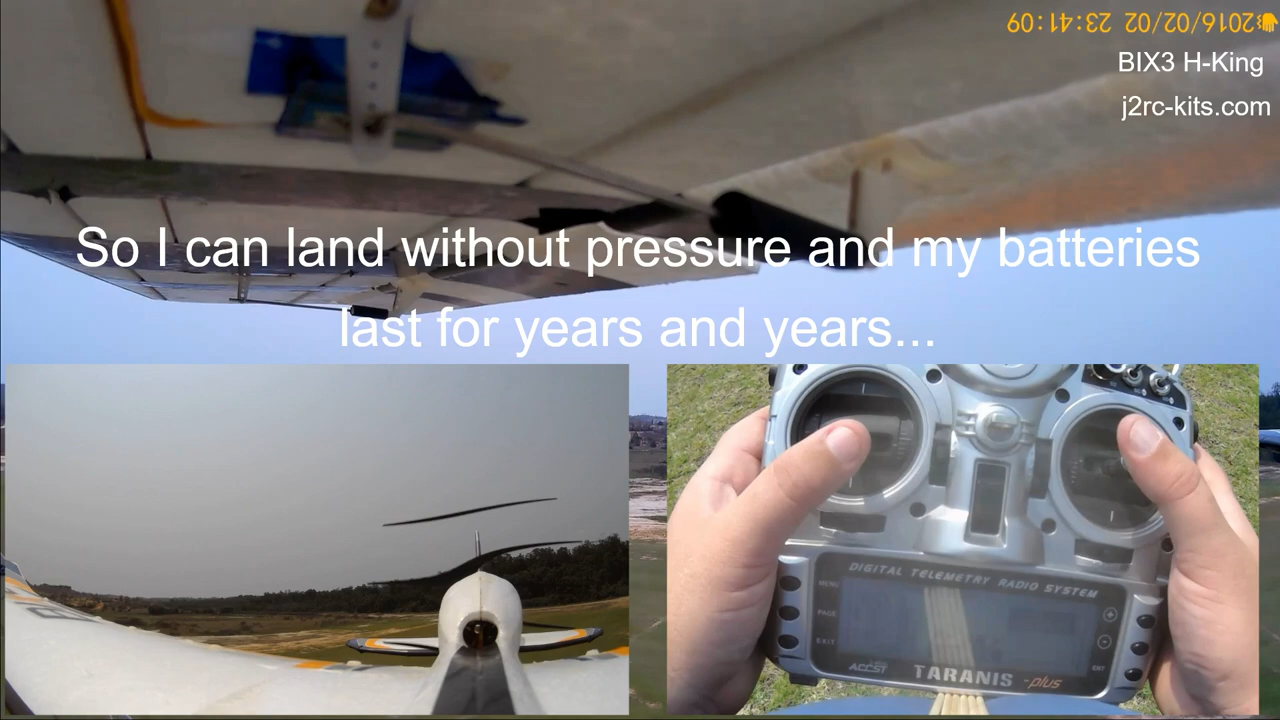 2016/02/02 23:41:09
BIX3 H-King
j2rc-kits.com
So I can land without pressure and my batteries
last for years and years...
DIGITAL TELEMETRY RADIO SYSTEM
MENU
PAGE
EXIT
ENT
ACCST
TARANIS -plus